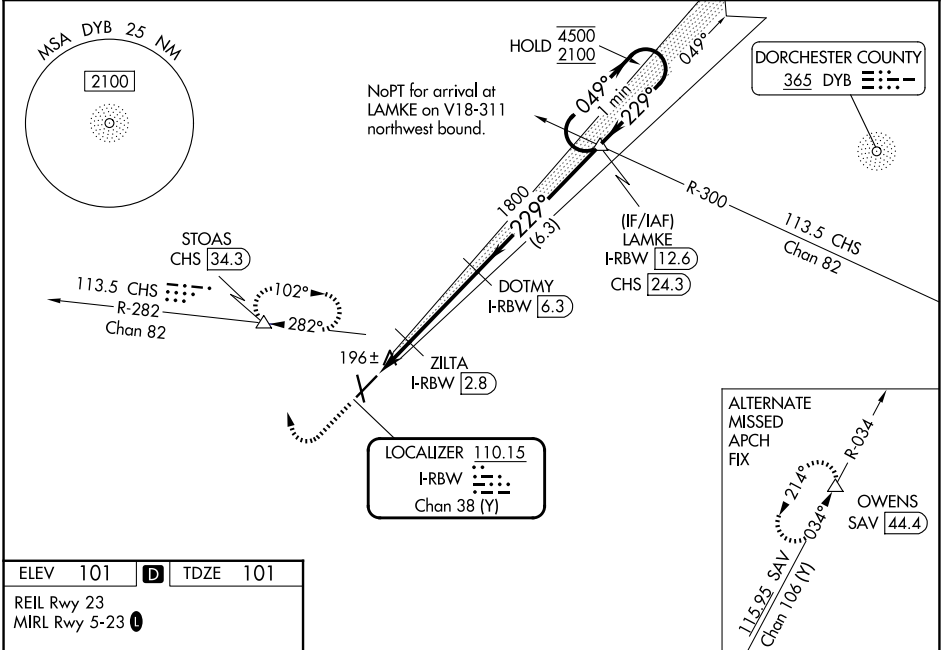 MSA DYB 25 NM
2100
NoPT for arrival at
LAMKE on V18-311
northwest bound.
HOLD 4500
2100
049°
1 min
229°
049°
DORCHESTER COUNTY
365 DYB
R-300
113.5 CHS
Chan 82
(IF/IAF)
LAMKE
I-RBW 12.6
CHS 24.3
1800
229°
(6.3)
DOTMY
I-RBW 6.3
STOAS
CHS 34.3
113.5 CHS
R-282
Chan 82
102°
282°
196±
ZILTA
I-RBW 2.8
LOCALIZER 110.15
I-RBW
Chan 38 (Y)
ALTERNATE
MISSED
APCH
FIX
R-034
214°
034°
OWENS
SAV 44.4
115.95 SAV
Chan 106 (Y)
ELEV 101 D TDZE 101
REIL Rwy 23
MIRL Rwy 5-23 L